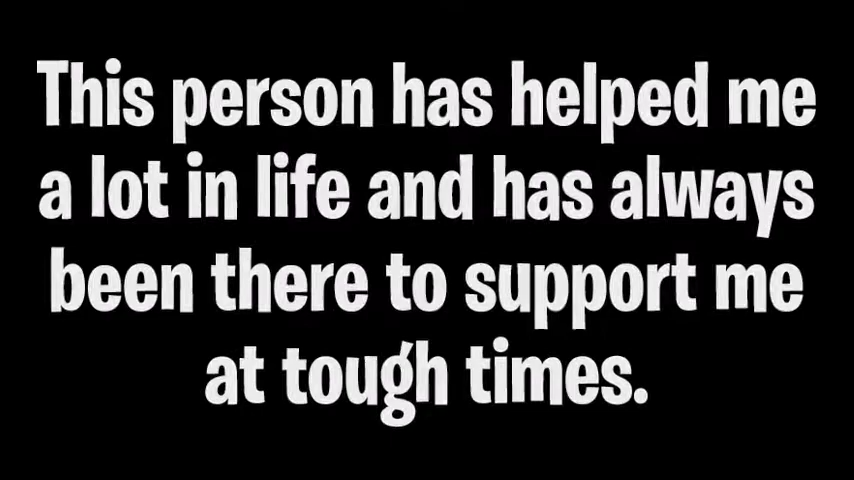 This person has helped me
a lot in life and has always
been there to support me
at tough times.